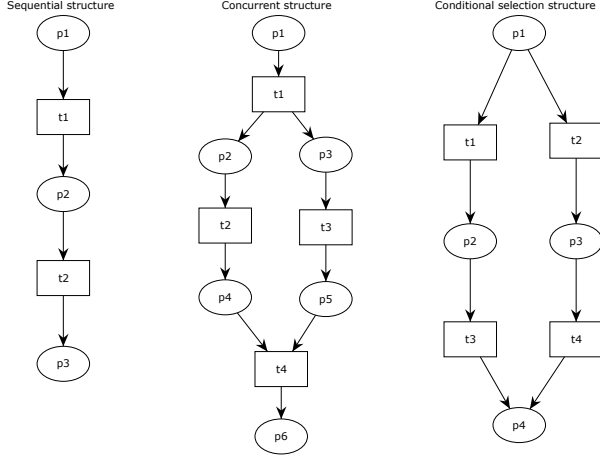 Sequential structure
p1
t1
p2
t2
p3
Concurrent structure
p1
t1
p2
p3
t2
t3
p4
p5
t4
p6
Conditional selection structure
p1
t1
t2
p2
p3
t3
t4
p4